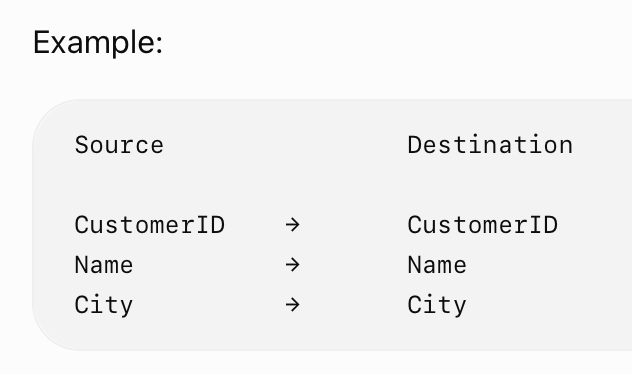 Example:
Source Destination
CustomerID → CustomerID
Name → Name
City → City